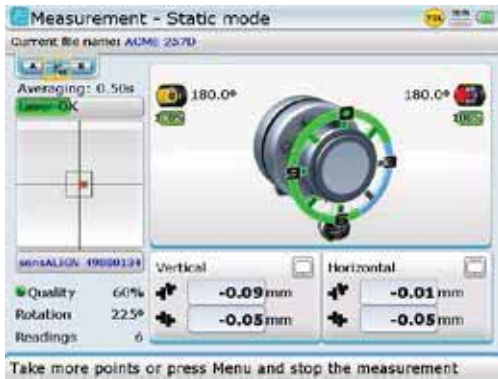 Measurement - Static mode
Current file name: ACME 257D
A B
Averaging: 0.50s
Laser OK
180.0°
180.0°
sensALIGN 49000134
Vertical
Horizontal
Quality 60%
-0.09 mm
-0.01 mm
Rotation 225°
-0.05 mm
-0.05 mm
Readings 6
Take more points or press Menu and stop the measurement